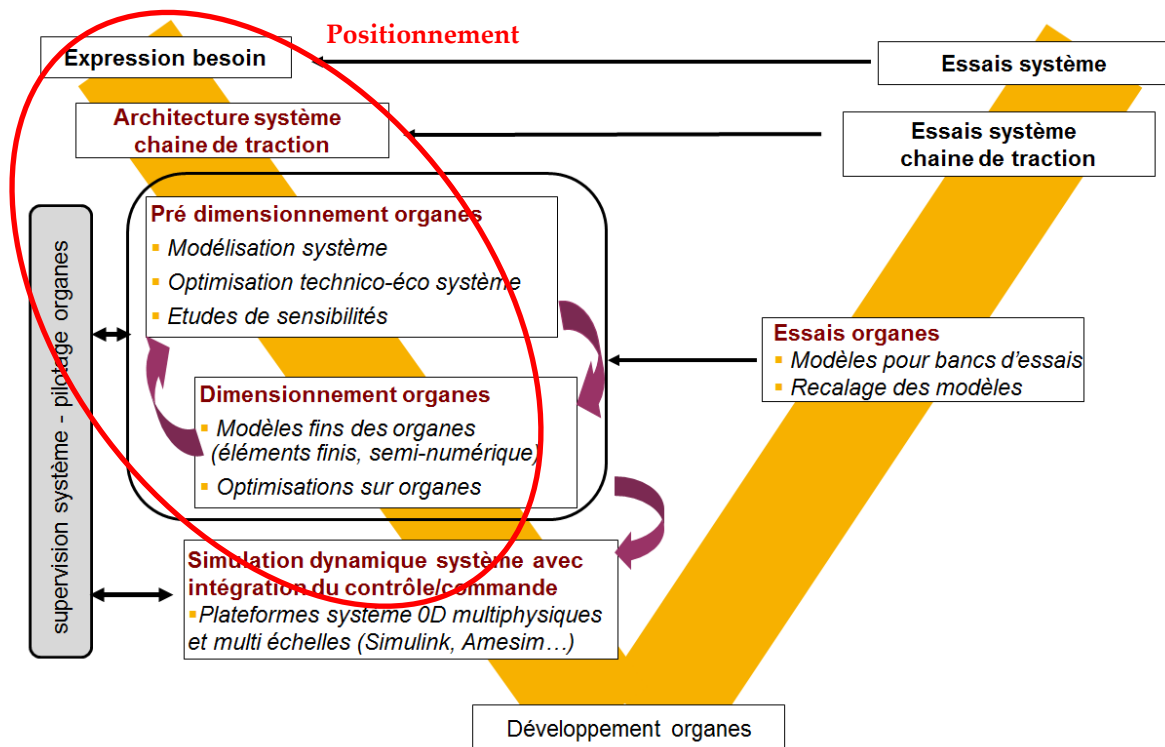 Positionnement
Expression besoin
Essais système
Architecture système
chaine de traction
Essais système
chaine de traction
supervision système - pilotage organes
Pré dimensionnement organes
▪ Modélisation système
▪ Optimisation technico-éco système
▪ Etudes de sensibilités
Essais organes
▪ Modèles pour bancs d'essais
▪ Recalage des modèles
Dimensionnement organes
▪ Modèles fins des organes
(éléments finis, semi-numérique)
▪ Optimisations sur organes
Simulation dynamique système avec
intégration du contrôle/commande
▪Plateformes système 0D multiphysiques
et multi échelles (Simulink, Amesim…)
Développement organes